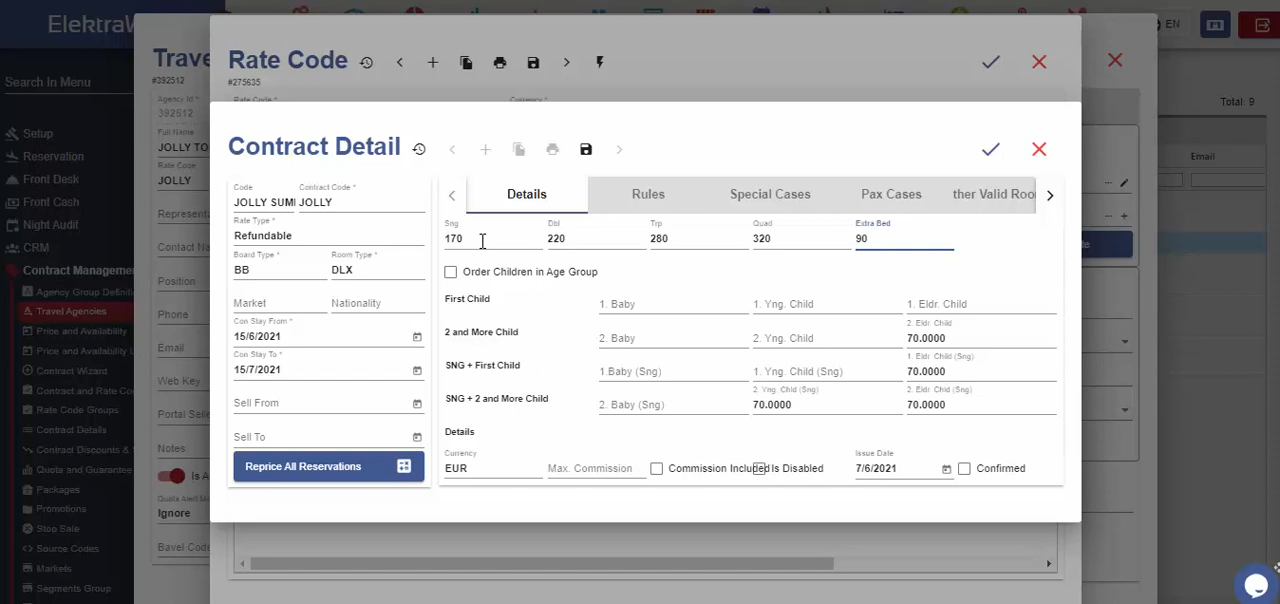 ElektraW
EN
Search In Menu
Setup
Reservation
Front Desk
Front Cash
Night Audit
CRM
Contract Management
Agency Group Definiti
Travel Agencies
Price and Availability
Price and Availability L
Contract Wizard
Contract and Rate Co
Rate Code Groups
Contract Details
Contract Discounts &
Quota and Guarantee
Packages
Promotions
Stop Sale
Source Codes
Markets
Segments Group
Trave
#392512
Agency Id *
392512
Full Name
JOLLY TO
Rate Code
JOLLY
Represent
Contact Na
Position
Phone
Email
Web Key
Portal Selle
Notes
Is A
Quota Alert S
Ignore
Bavel Code
Total: 9
Email
Rate Code
#275635
Rate Code *
Currency *
Contract Detail
Code
JOLLY SUMI
Contract Code *
JOLLY
Rate Type *
Refundable
Board Type *
BB
Room Type *
DLX
Market
Nationality
Con Stay From *
15/6/2021
Con Stay To *
15/7/2021
Sell From
Sell To
Reprice All Reservations
Details Rules Special Cases Pax Cases ther Valid Roo
Sng Dbl Trp Quad Extra Bed
170 220 280 320 90
Order Children in Age Group
First Child 1. Baby 1. Yng. Child 1. Eldr. Child
2. Eldr. Child
2 and More Child 2. Baby 2. Yng. Child 70.0000
1. Eldr. Child (Sng)
SNG + First Child 1.Baby (Sng) 1. Yng. Child (Sng) 70.0000
2. Yng. Child (Sng) 2. Eldr. Child (Sng)
SNG + 2 and More Child 2. Baby (Sng) 70.0000 70.0000
Details
Currency Issue Date
EUR Max. Commission Commission Included Is Disabled 7/6/2021 Confirmed